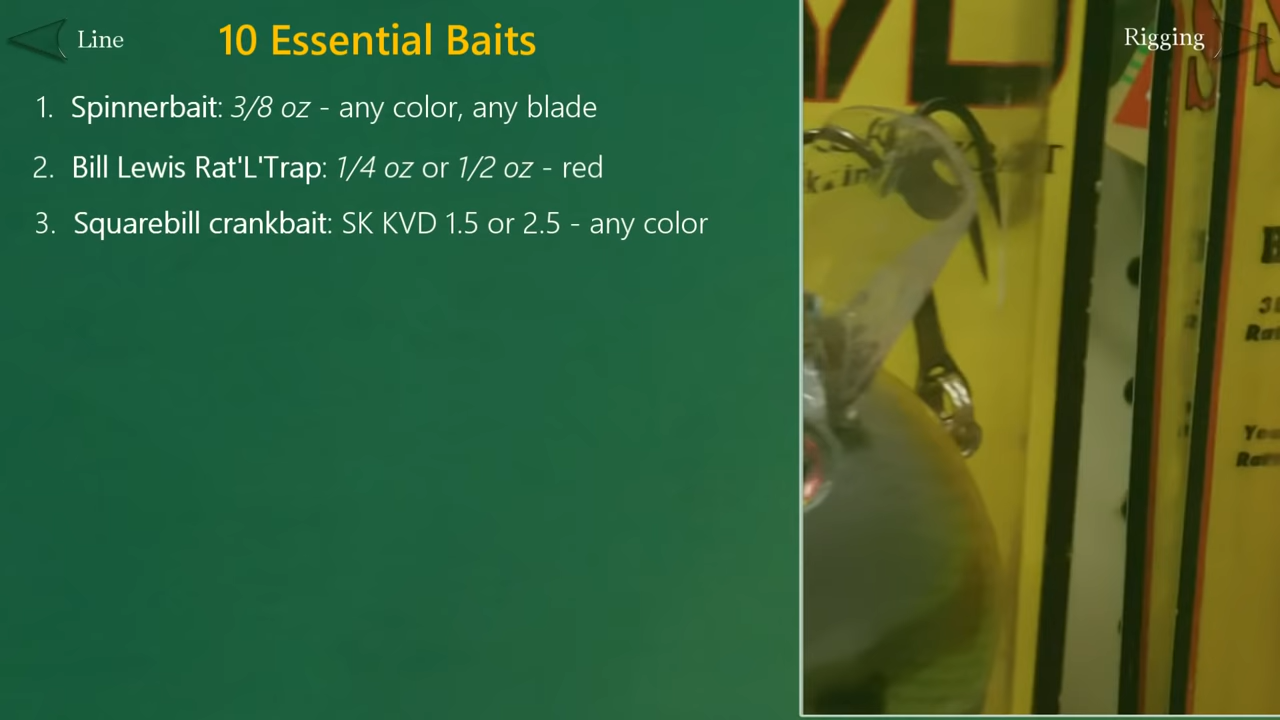 Line
10 Essential Baits
Rigging
1. Spinnerbait: 3/8 oz - any color, any blade
2. Bill Lewis Rat'L'Trap: 1/4 oz or 1/2 oz - red
3. Squarebill crankbait: SK KVD 1.5 or 2.5 - any color